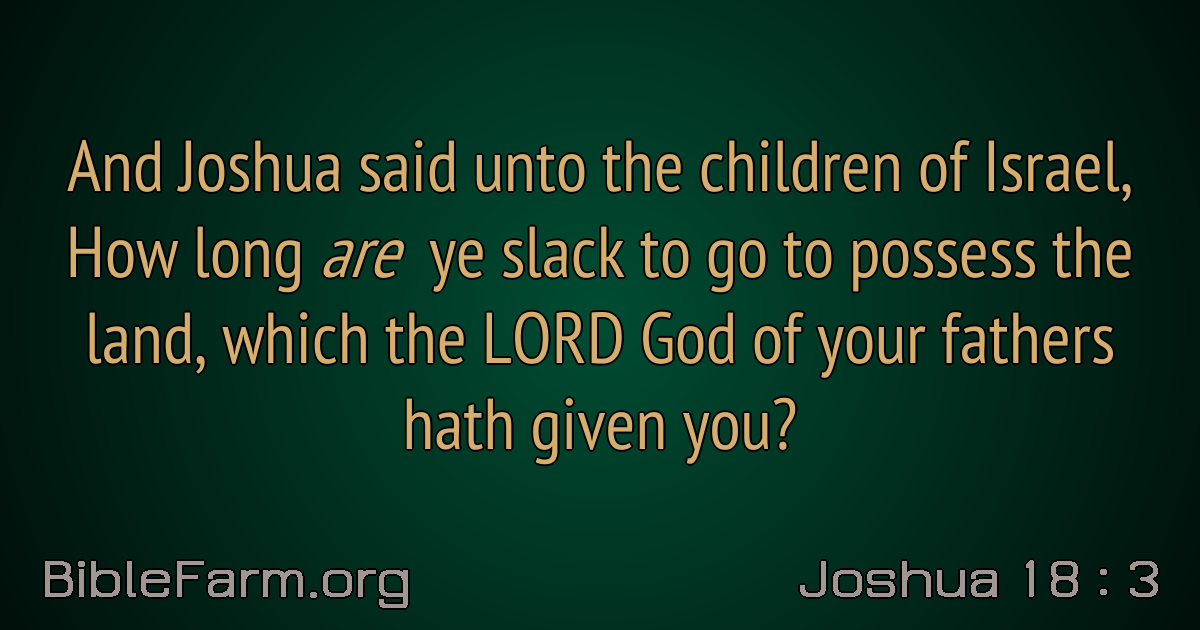 And Joshua said unto the children of Israel,
How long are ye slack to go to possess the
land, which the LORD God of your fathers
hath given you?
BibleFarm.org
Joshua 18 : 3